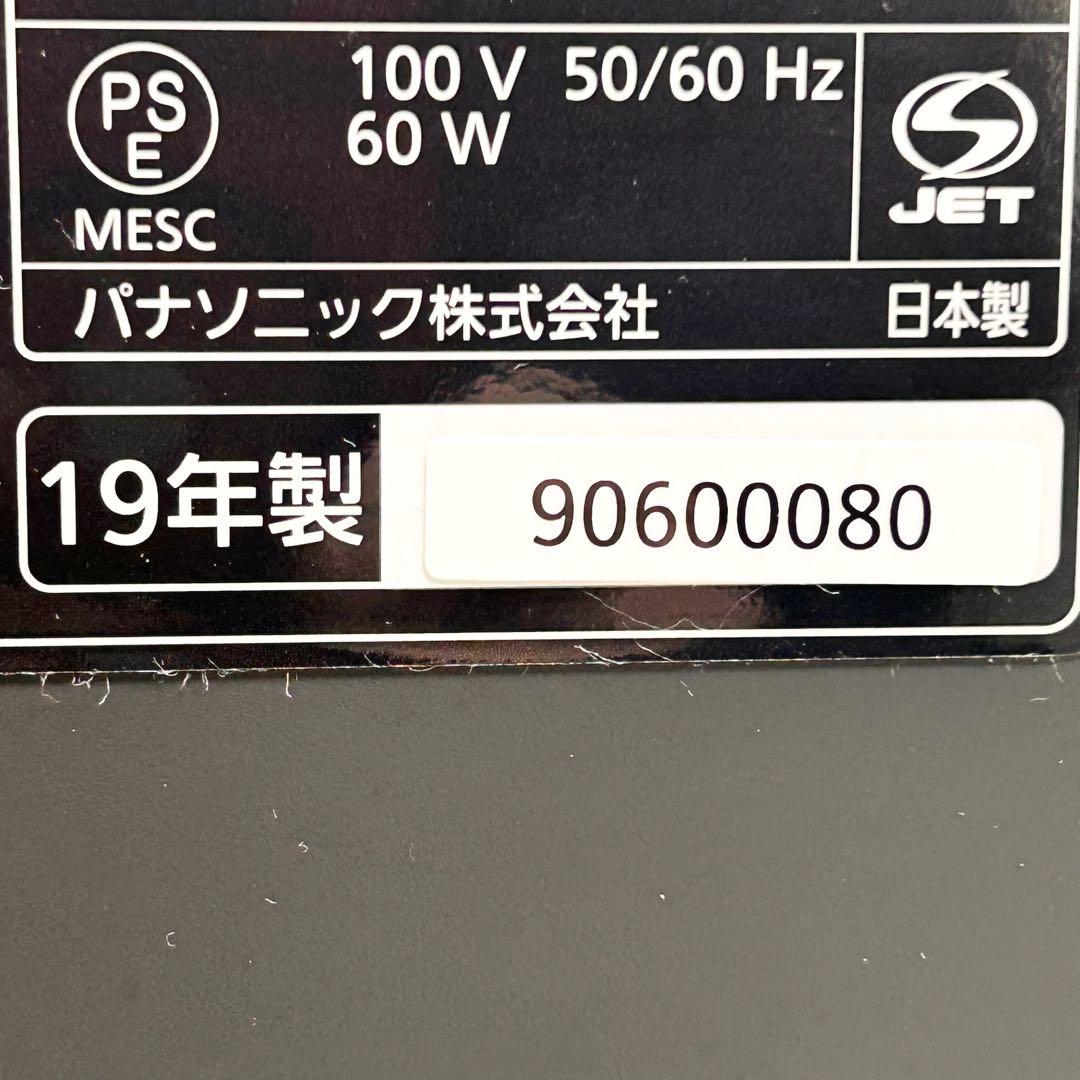 PS
E
MESC
100 V 50/60 Hz
60 W
S
JET
パナソニック株式会社
日本製
19年製
90600080